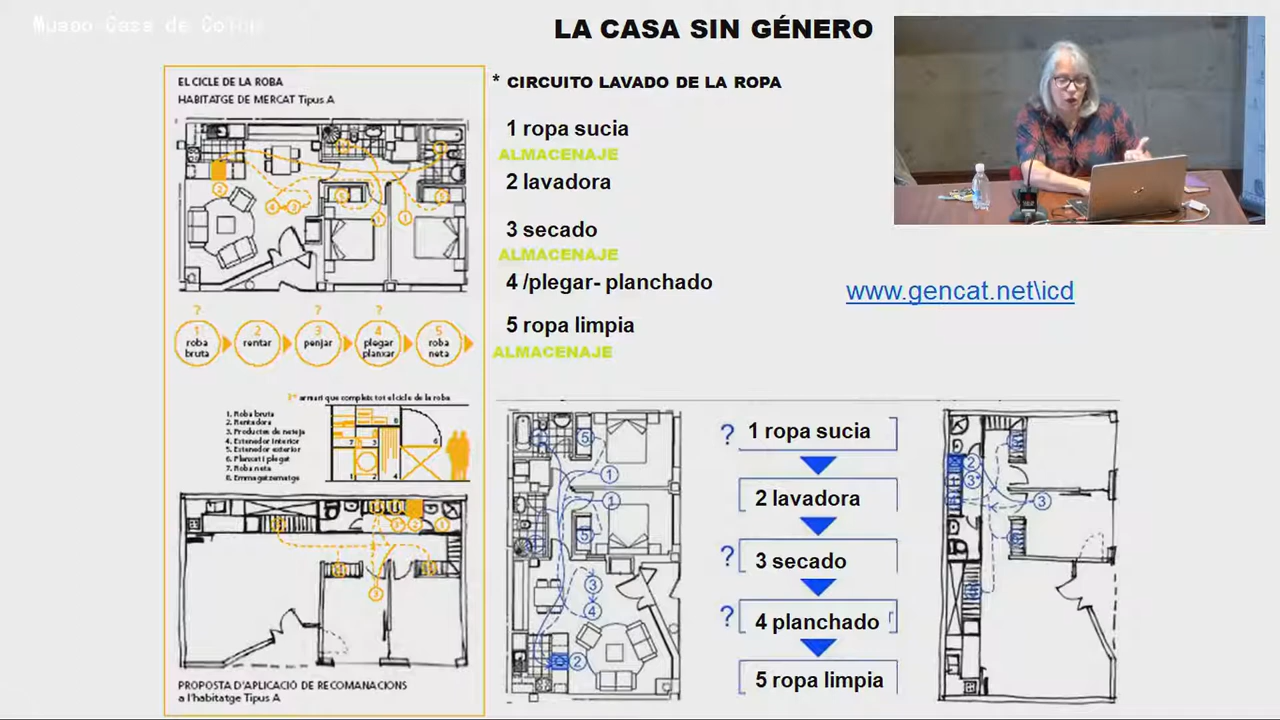 Museo Casa de Colón
LA CASA SIN GÉNERO
EL CICLE DE LA ROBA
HABITATGE DE MERCAT Tipus A
* CIRCUITO LAVADO DE LA ROPA
1 ropa sucia
ALMACENAJE
2 lavadora
3 secado
ALMACENAJE
4 /plegar- planchado
5 ropa limpia
ALMACENAJE
www.gencat.net\icd
? ? ?
1 roba bruta
2 rentar
3 penjar
4 plegar planxar
5 roba neta
armari que completi tot el cicle de la roba
1. Roba bruta
2. Rentadora
3. Productes de neteja
4. Estenedor interior
5. Estenedor exterior
6. Planxat i plegat
7. Roba neta
8. Emmagatzematge
PROPOSTA D'APLICACIÓ DE RECOMANACIONS
a l'habitatge Tipus A
? 1 ropa sucia
2 lavadora
? 3 secado
? 4 planchado
5 ropa limpia